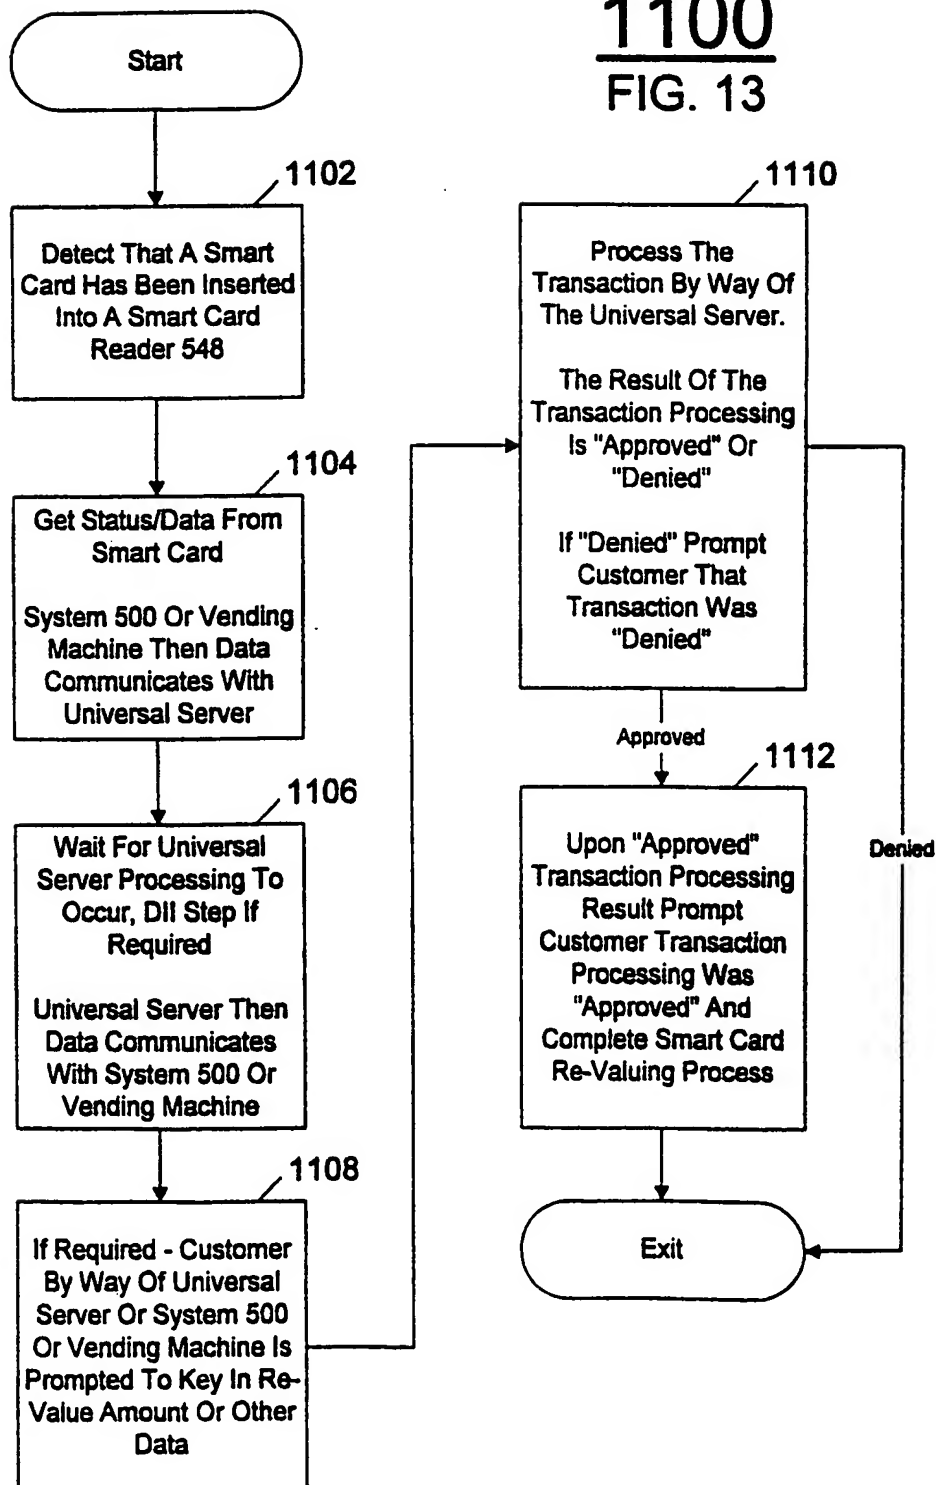 1100
FIG. 13
Start
1102
Detect That A Smart
Card Has Been Inserted
Into A Smart Card
Reader 548
1104
Get Status/Data From
Smart Card
System 500 Or Vending
Machine Then Data
Communicates With
Universal Server
1106
Wait For Universal
Server Processing To
Occur, DII Step If
Required
Universal Server Then
Data Communicates
With System 500 Or
Vending Machine
1108
If Required - Customer
By Way Of Universal
Server Or System 500
Or Vending Machine Is
Prompted To Key In Re-
Value Amount Or Other
Data
1110
Process The
Transaction By Way Of
The Universal Server.
The Result Of The
Transaction Processing
Is "Approved" Or
"Denied"
If "Denied" Prompt
Customer That
Transaction Was
"Denied"
Approved
Denied
1112
Upon "Approved"
Transaction Processing
Result Prompt
Customer Transaction
Processing Was
"Approved" And
Complete Smart Card
Re-Valuing Process
Exit